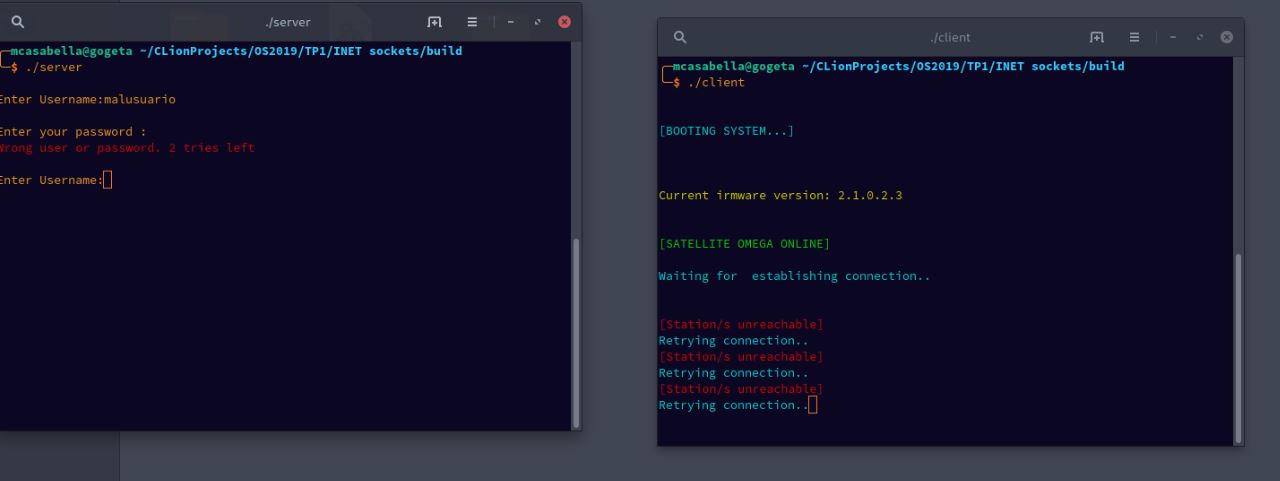 ./server
mcasabella@gogeta ~/CLionProjects/OS2019/TP1/INET sockets/build
$ ./server
Enter Username:malusuario
Enter your password :
Wrong user or password. 2 tries left
Enter Username:
./client
mcasabella@gogeta ~/CLionProjects/OS2019/TP1/INET sockets/build
$ ./client
[BOOTING SYSTEM...]
Current irmware version: 2.1.0.2.3
[SATELLITE OMEGA ONLINE]
Waiting for  establishing connection..
[Station/s unreachable]
Retrying connection..
[Station/s unreachable]
Retrying connection..
[Station/s unreachable]
Retrying connection..